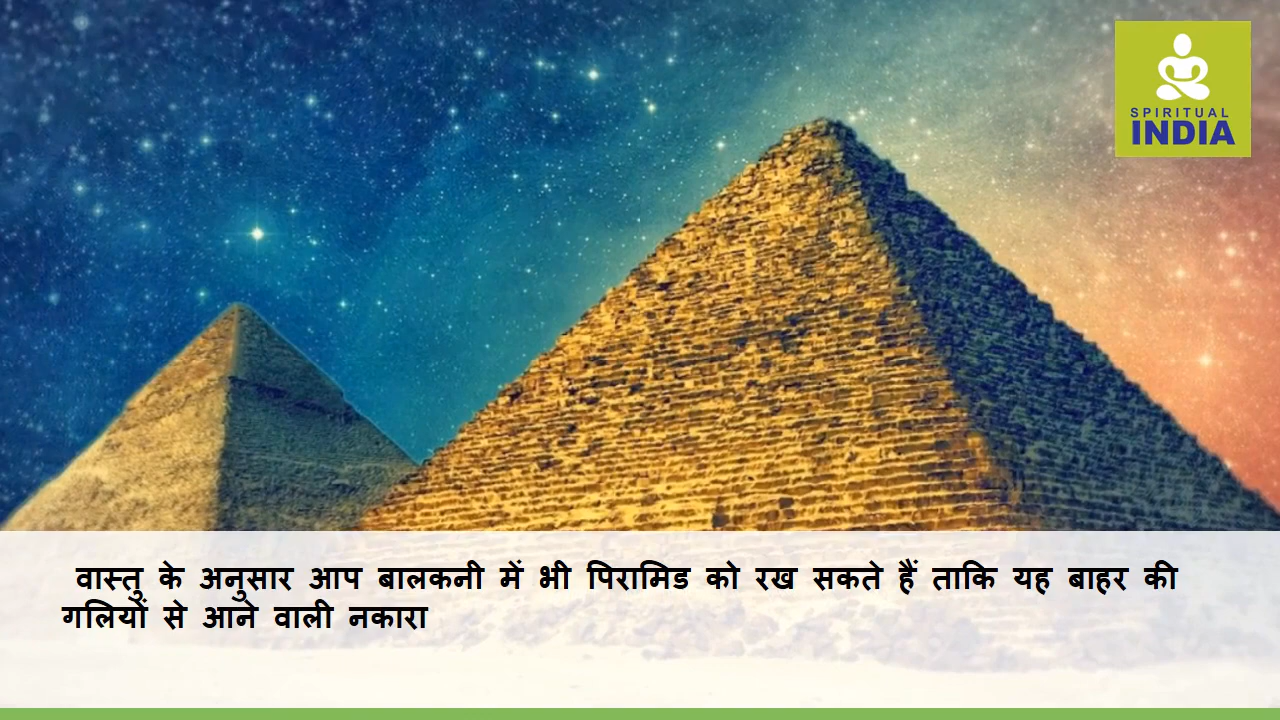 SPIRITUAL
INDIA
वास्तु के अनुसार आप बालकनी में भी पिरामिड को रख सकते हैं ताकि यह बाहर की
गलियों से आने वाली नकारा